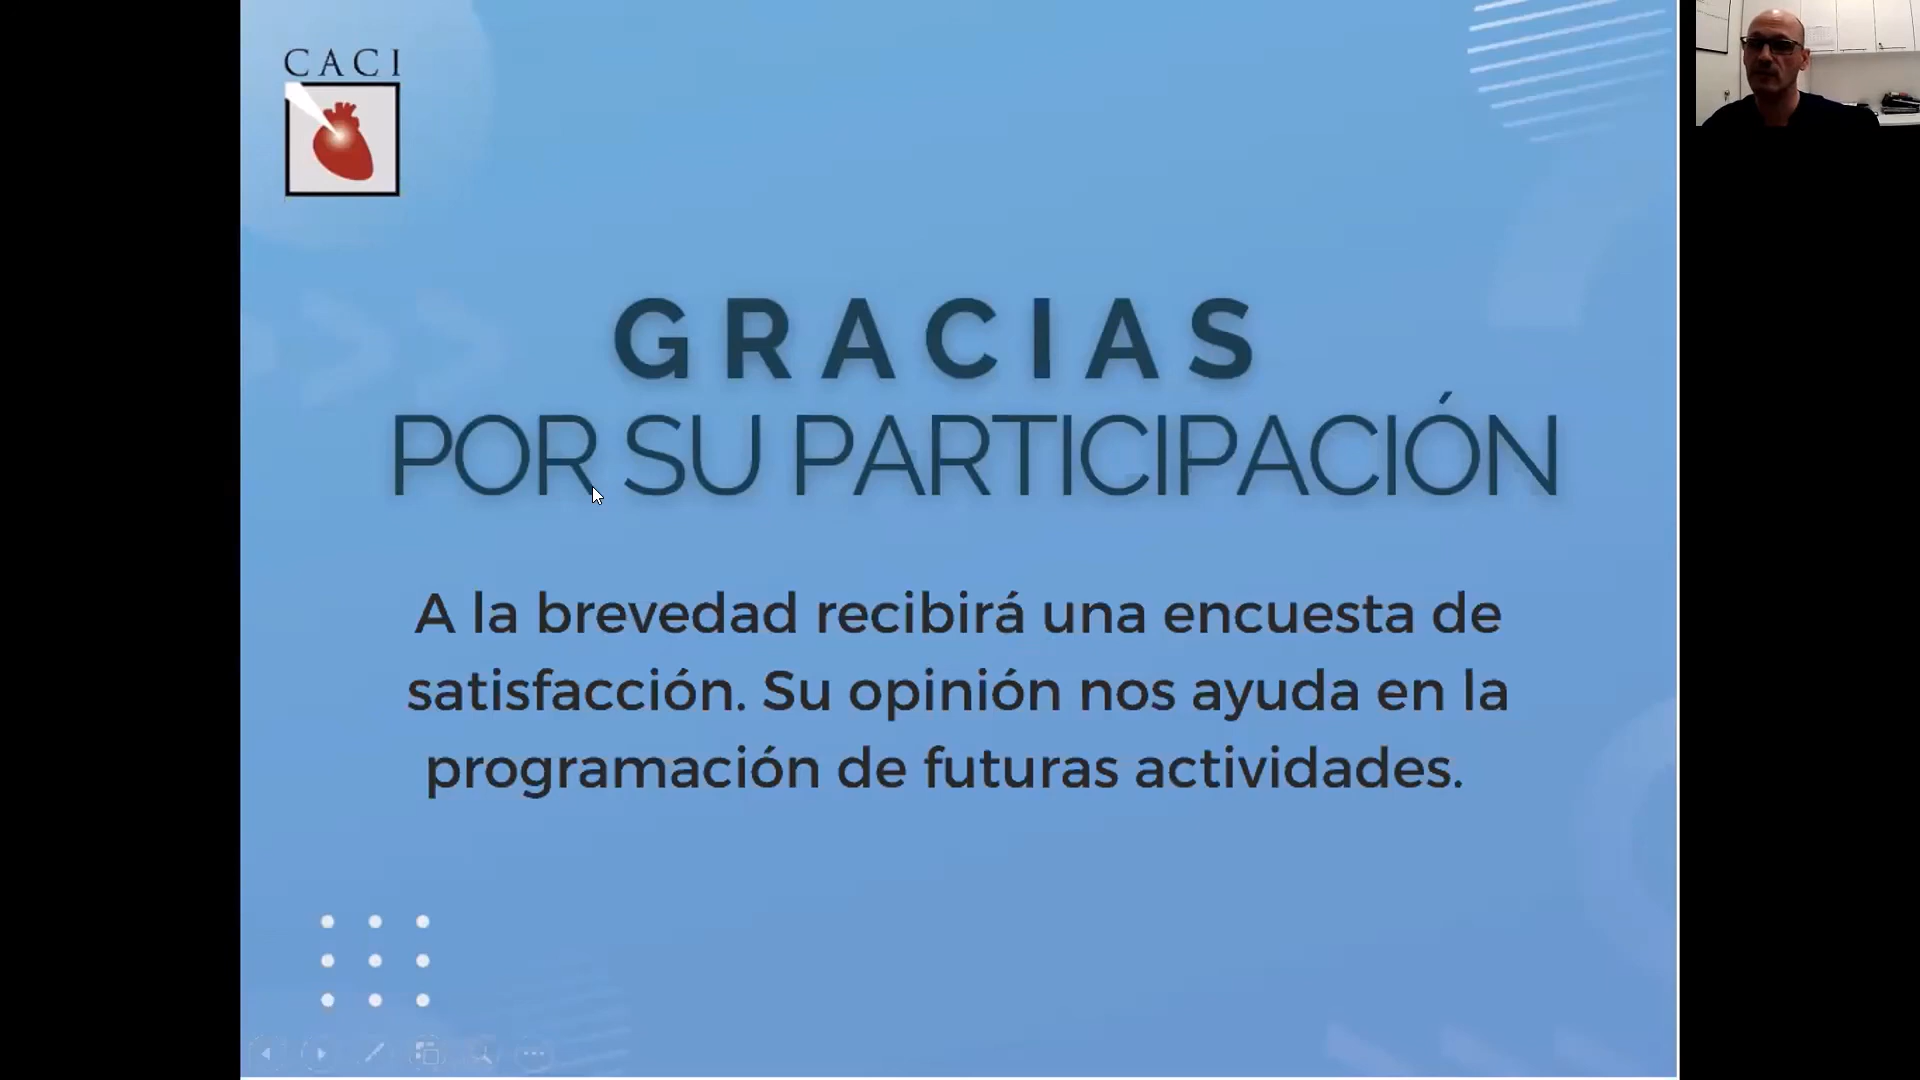 CACI
GRACIAS
POR SU PARTICIPACIÓN
A la brevedad recibirá una encuesta de
satisfacción. Su opinión nos ayuda en la
programación de futuras actividades.